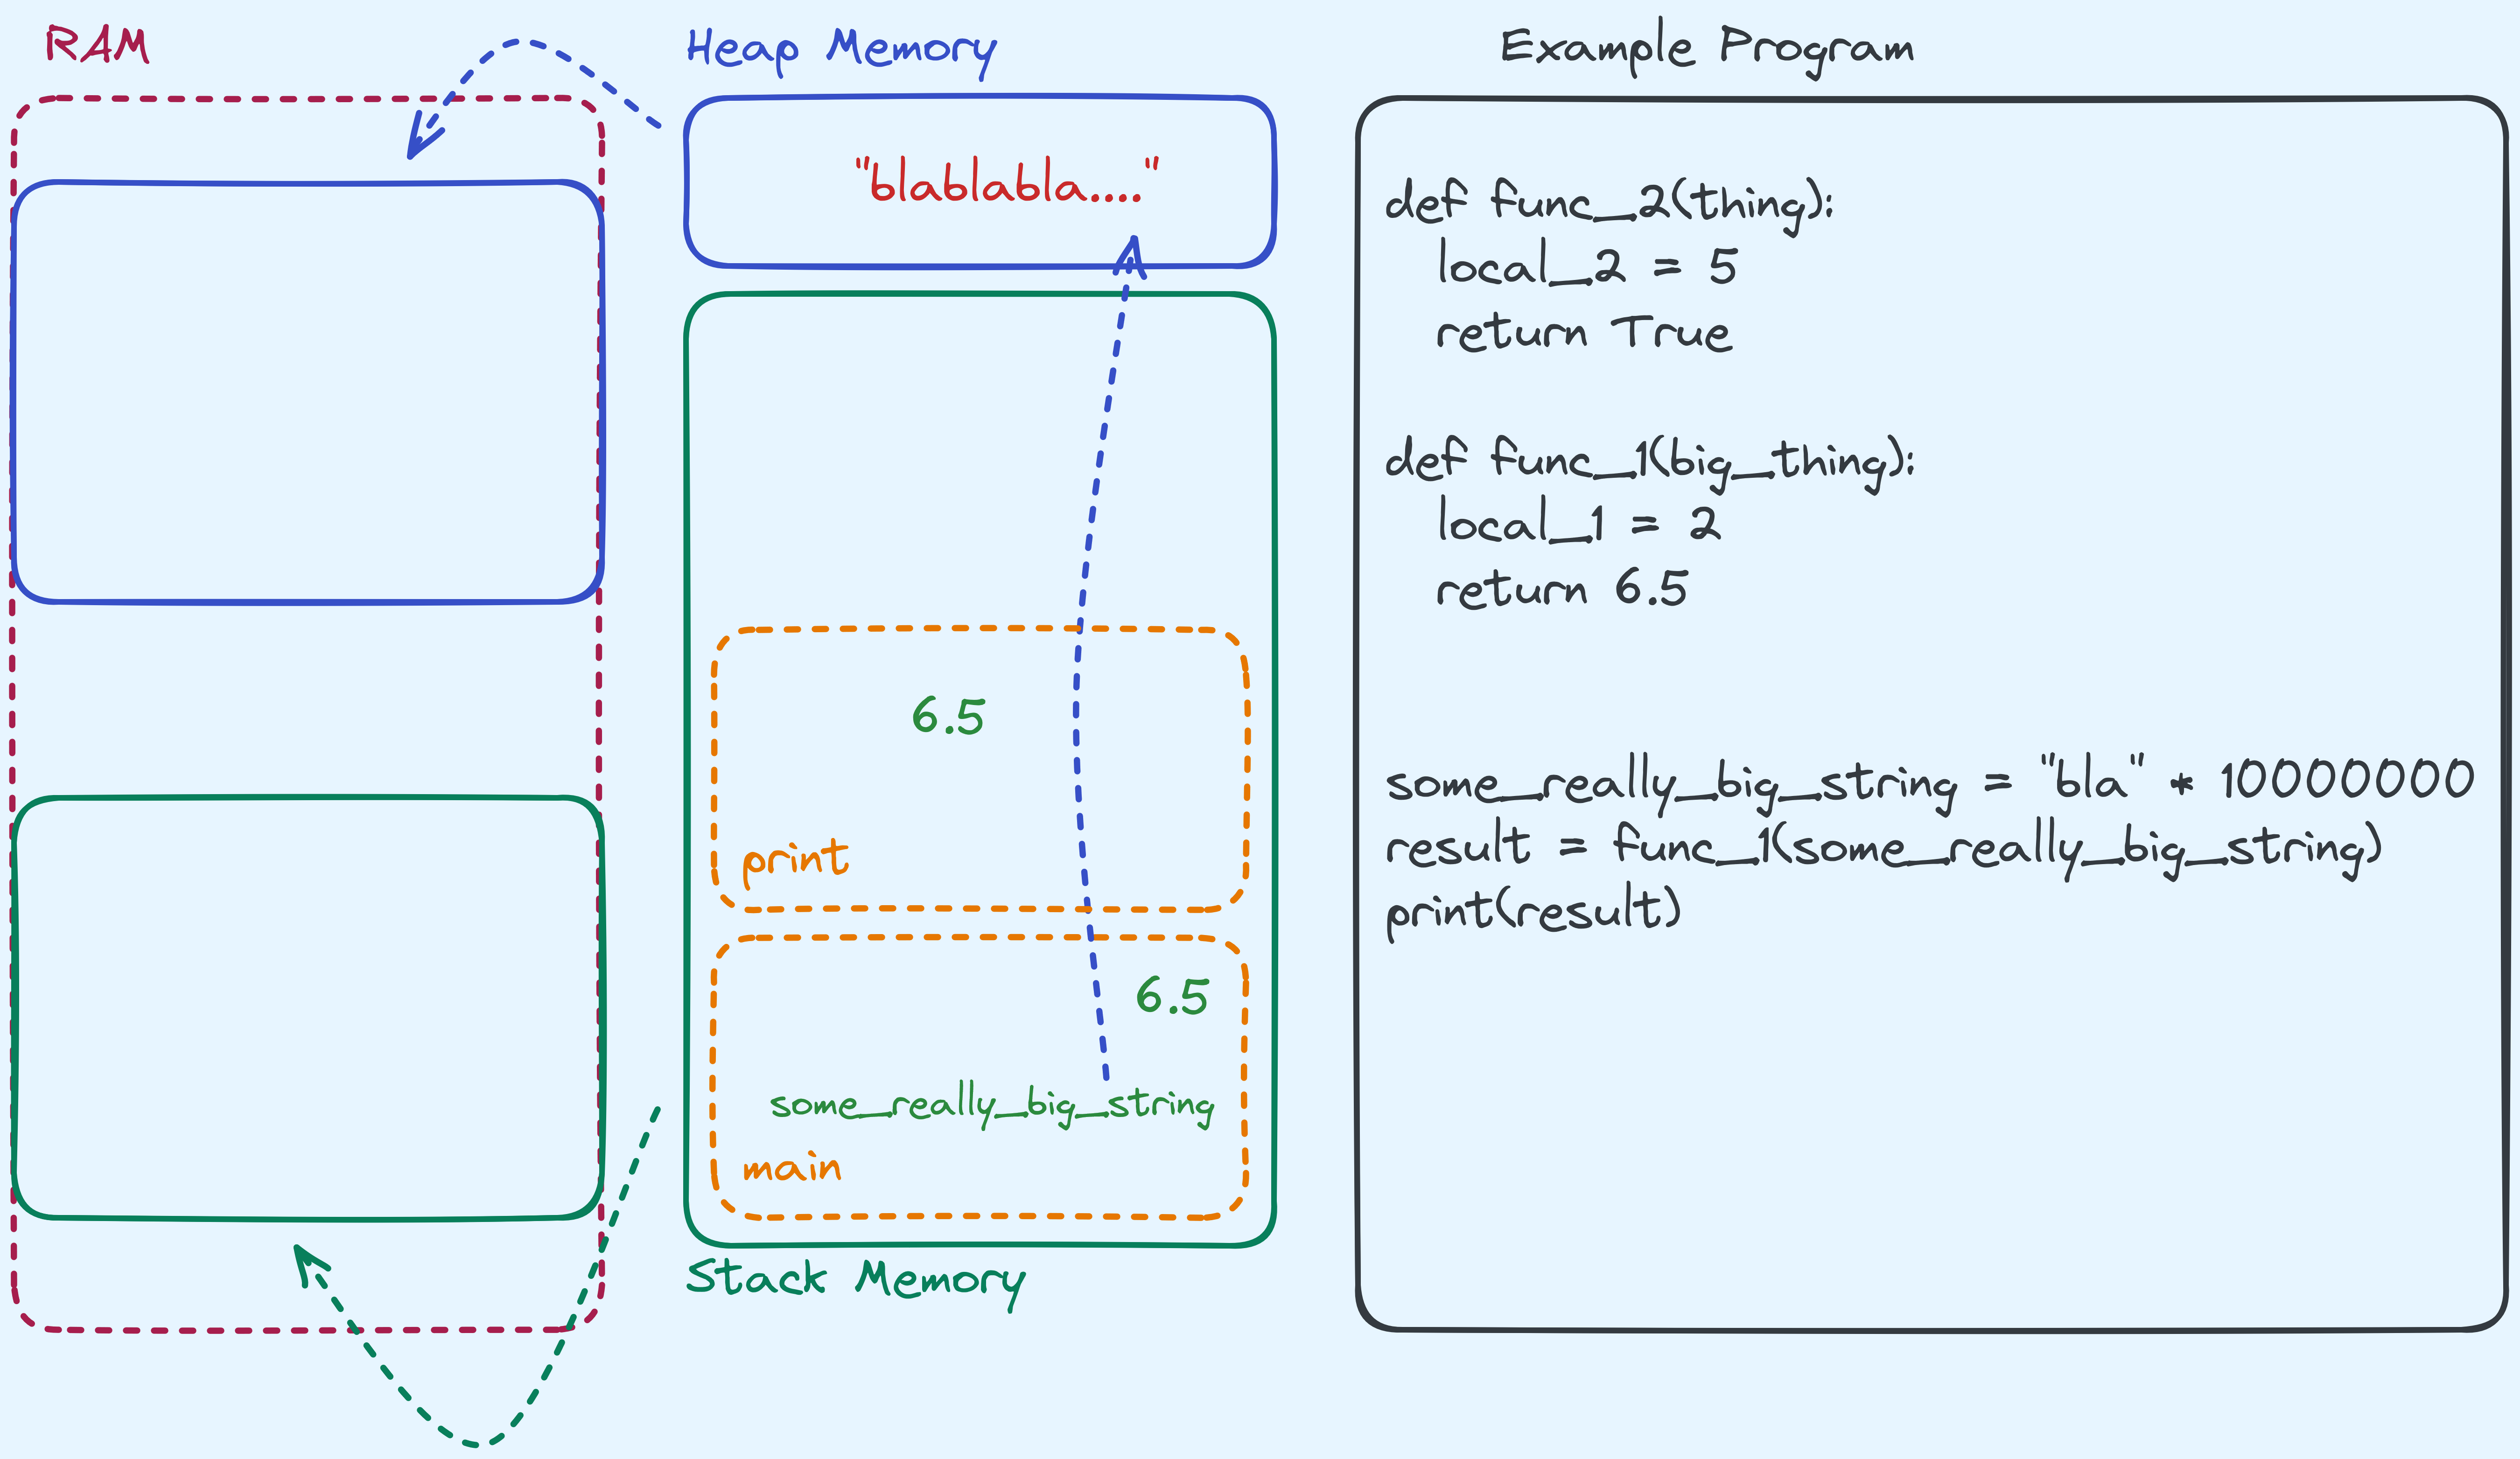 RAM
Heap Memory
"blablabla...."
6.5
print
6.5
some_really_big_string
main
Stack Memory
Example Program
def func_2(thing):
local_2 = 5
return True
def func_1(big_thing):
local_1 = 2
return 6.5
some_really_big_string = "bla" * 10000000
result = func_1(some_really_big_string)
print(result)